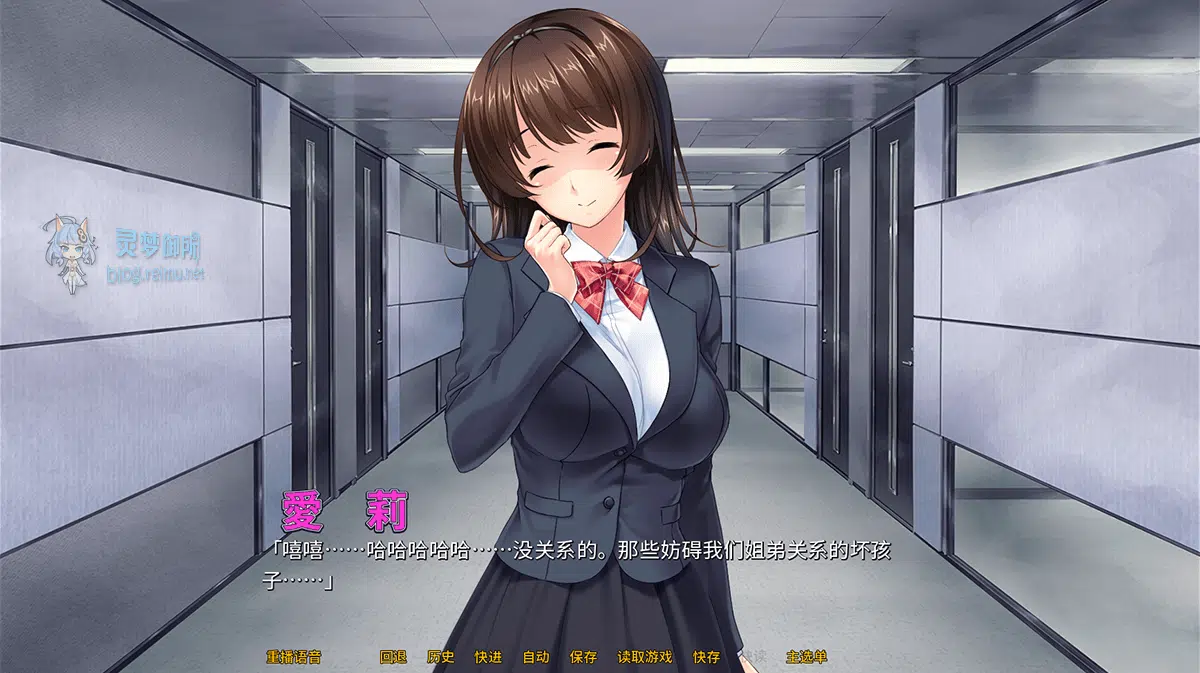 灵梦御所
blog.reimu.net
愛 莉
「嘻嘻……哈哈哈哈哈……没关系的。那些妨碍我们姐弟关系的坏孩
子……」
重播语音 回退 历史 快进 自动 保存 读取游戏 快存 快读 主选单